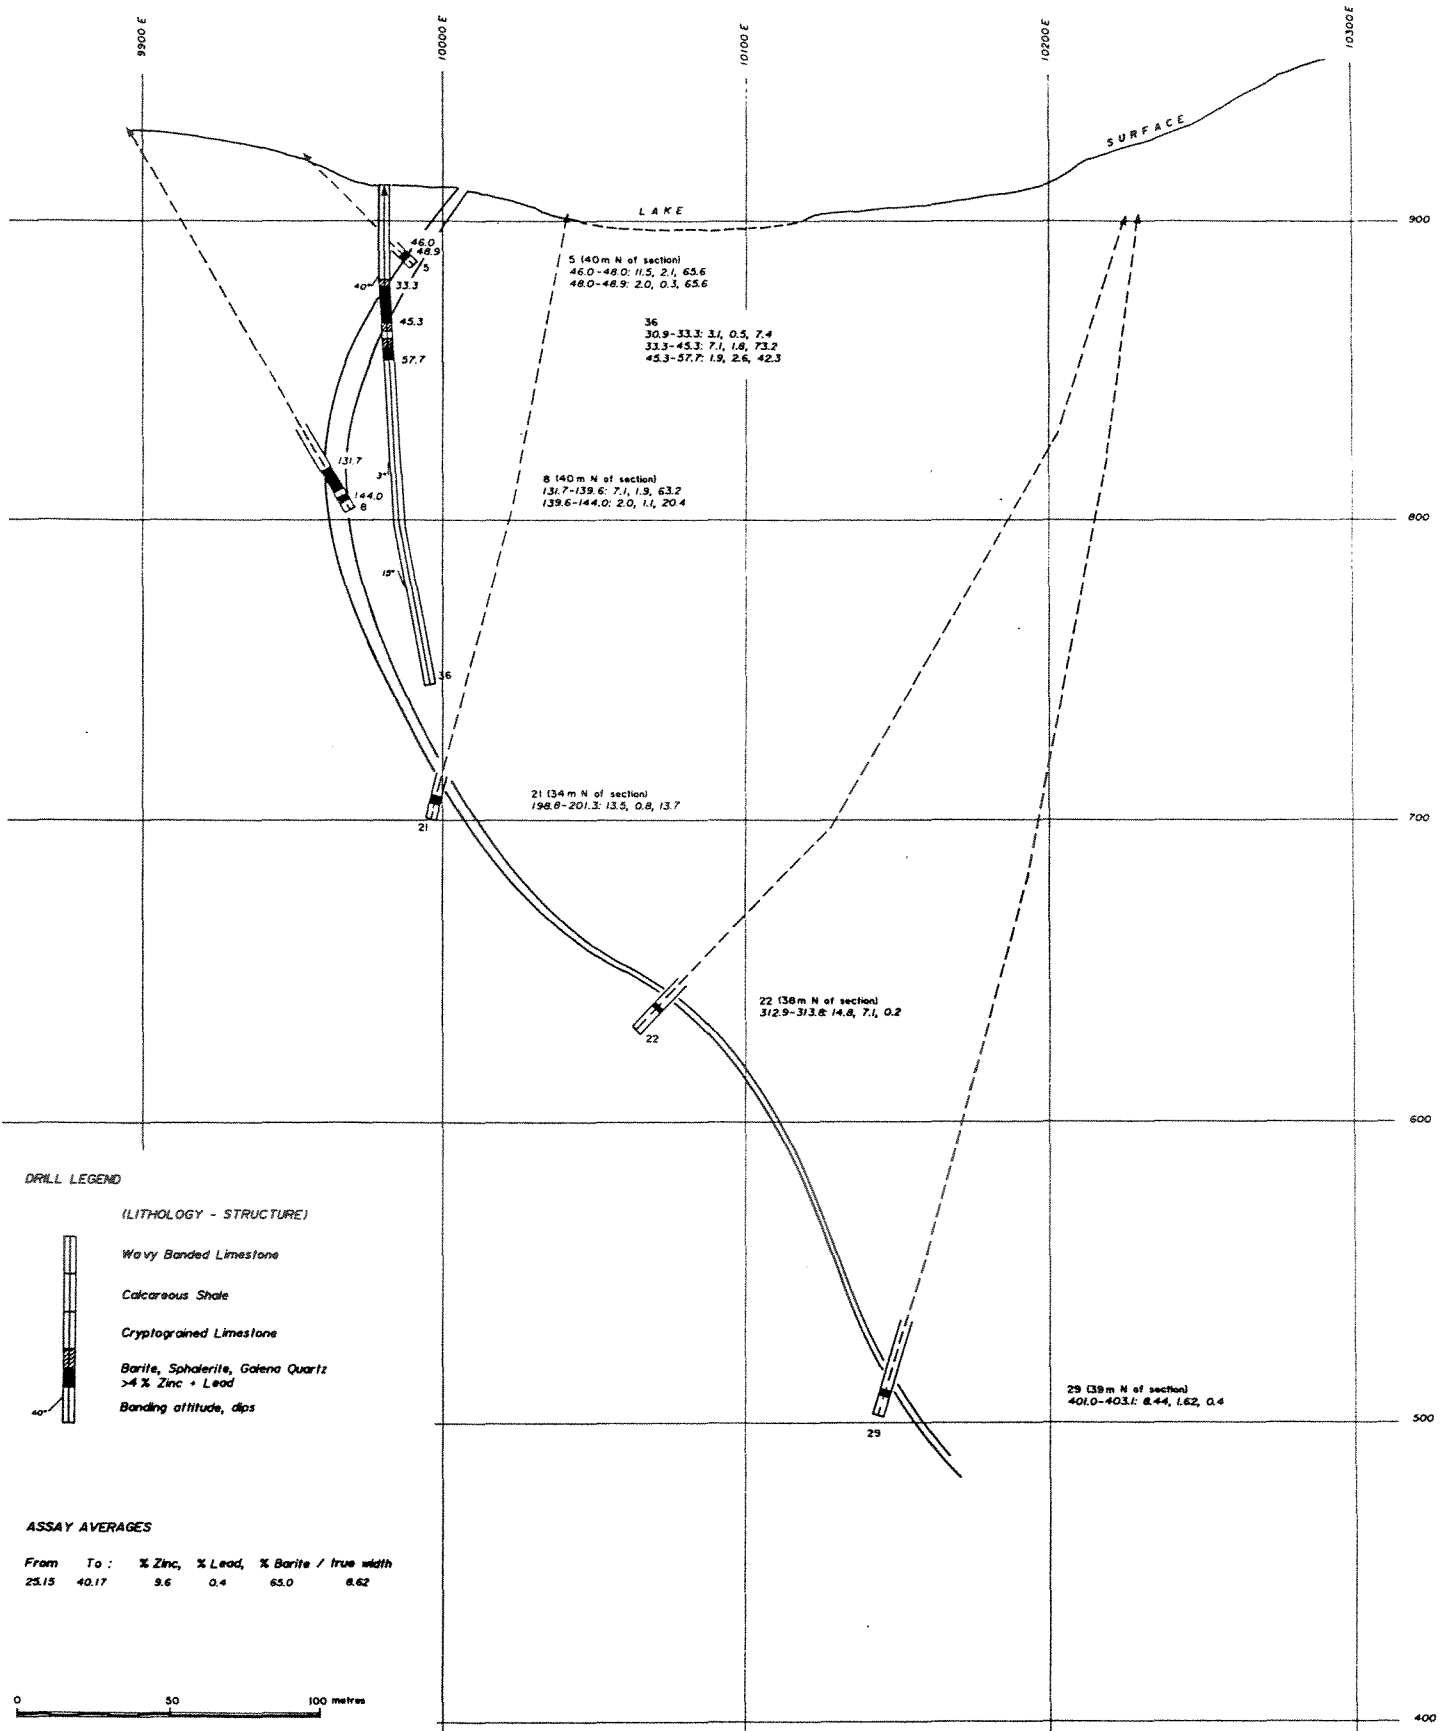 9900 E
10000 E
10100 E
10200 E
10300 E
SURFACE
LAKE
900
46.0
48.9
5
5 (40m N of section)
46.0-48.0: 11.5, 2.1, 65.6
48.0-48.9: 2.0, 0.3, 65.6
40°
33.3
45.3
57.7
36
30.9-33.3: 3.1, 0.5, 7.4
33.3-45.3: 7.1, 1.8, 73.2
45.3-57.7: 1.9, 2.6, 42.3
131.7
144.0
8
3°
8 (40m N of section)
131.7-139.6: 7.1, 1.9, 63.2
139.6-144.0: 2.0, 1.1, 20.4
800
15°
36
21 (34m N of section)
198.8-201.3: 13.5, 0.8, 13.7
700
21
22 (38m N of section)
312.9-313.8: 14.8, 7.1, 0.2
22
600
DRILL LEGEND
(LITHOLOGY - STRUCTURE)
Wavy Banded Limestone
Calcareous Shale
Cryptograined Limestone
Barite, Sphalerite, Galena Quartz
>4% Zinc + Lead
40°
Banding attitude, dips
29 (39m N of section)
401.0-403.1: 8.44, 1.62, 0.4
500
29
ASSAY AVERAGES
From To : % Zinc, % Lead, % Barite / true width
25.15 40.17 9.6 0.4 65.0 8.62
0 50 100 metres
400